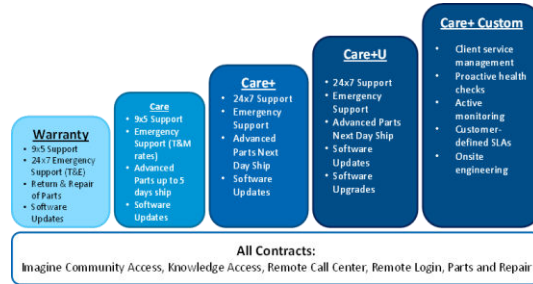 Warranty
• 9x5 Support
• 24x7 Emergency
Support (T&E)
• Return & Repair
of Parts
• Software
Updates
Care
• 9x5 Support
• Emergency
Support (T&M
rates)
• Advanced
Parts up to 5
days ship
• Software
Updates
Care+
• 24x7 Support
• Emergency
Support
• Advanced
Parts Next
Day Ship
• Software
Updates
Care+U
• 24x7 Support
• Emergency
Support
• Advanced Parts
Next Day Ship
• Software
Updates
• Software
Upgrades
Care+ Custom
• Client service
management
• Proactive health
checks
• Active
monitoring
• Customer-
defined SLAs
• Onsite
engineering
All Contracts:
Imagine Community Access, Knowledge Access, Remote Call Center, Remote Login, Parts and Repair